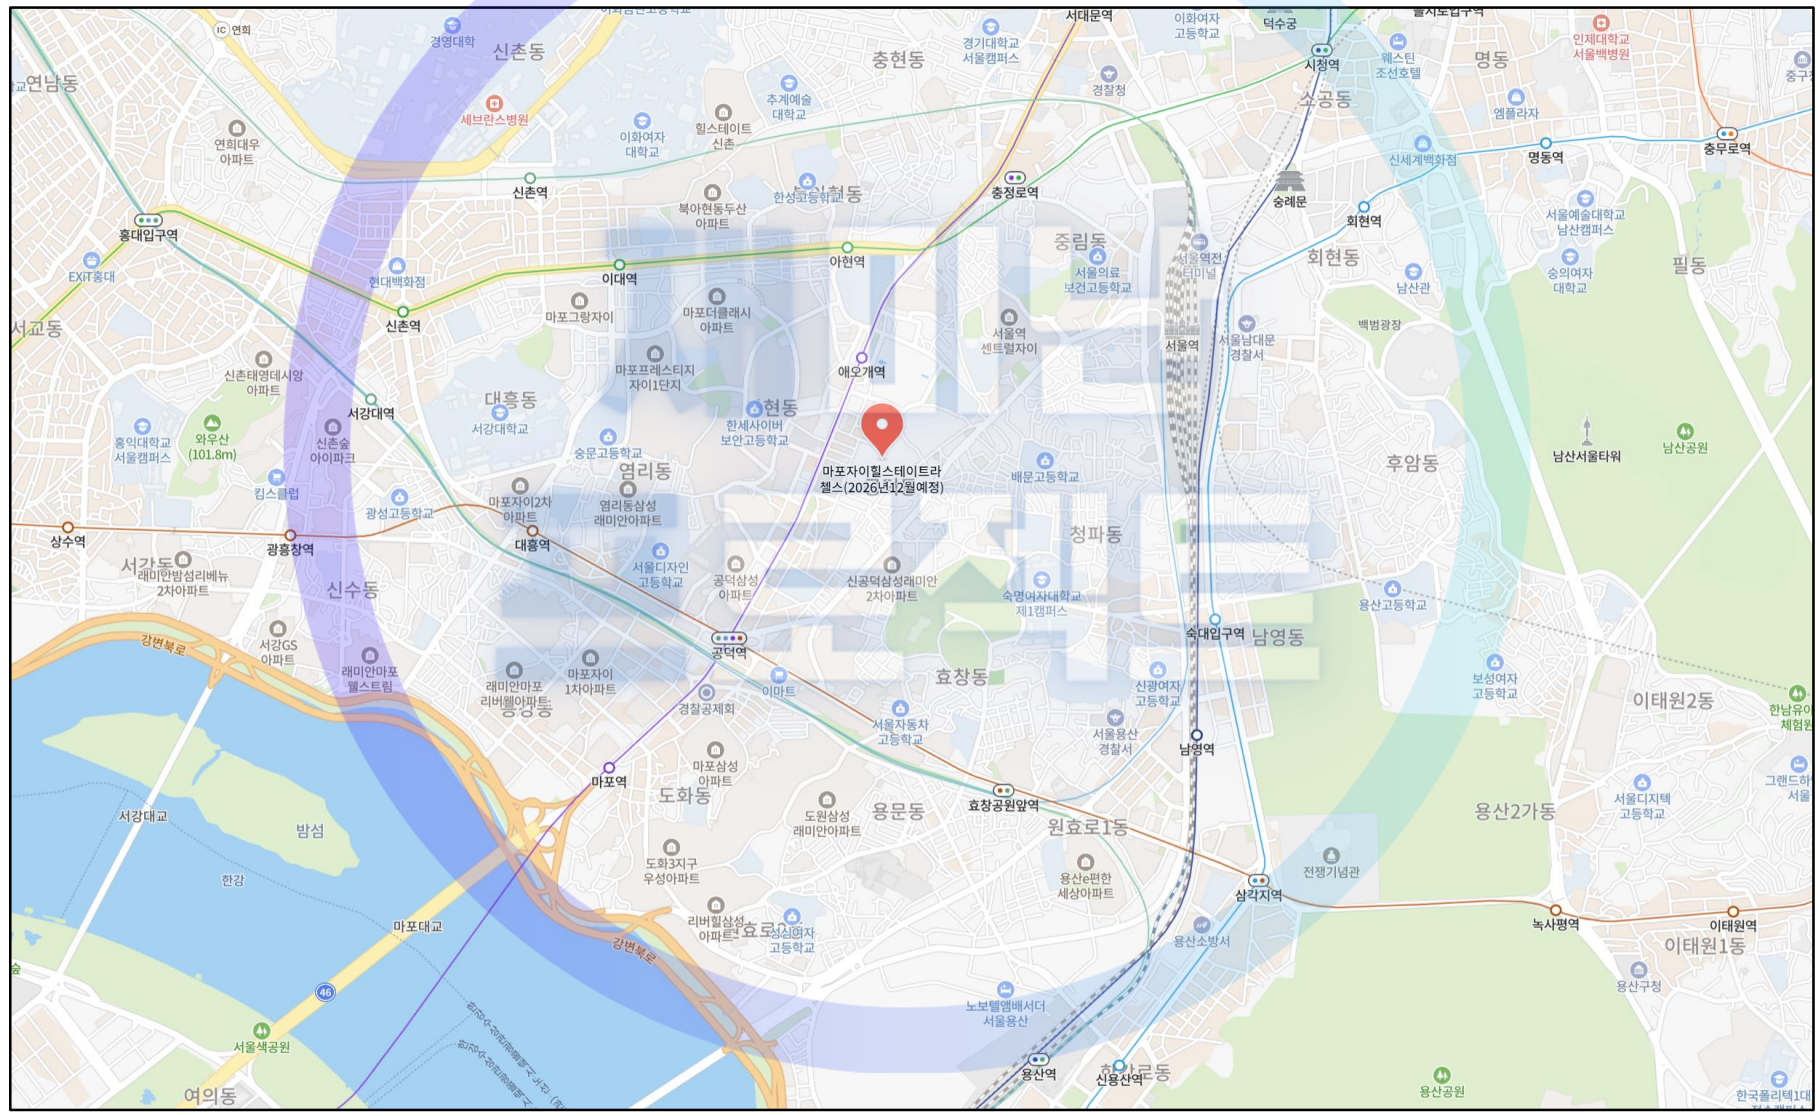 서대문역
이화여자
고등학교
덕수궁
을지로입구역
IC 연희
경영대학
신촌동
충현동
경기대학교
서울캠퍼스
시청역
웨스틴
조선호텔
명동
인제대학교
서울백병원
연남동
세브란스병원
추계예술
대학교
경찰청
소공동
엠플라자
연희대우
아파트
이화여자
대학교
힐스테이트
신촌
신세계백화점
명동역
충무로역
신촌역
북아현동두산
아파트
한성고등학교
충정로역
숭례문
회현역
서울예술대학교
남산캠퍼스
홍대입구역
EXIT홍대
현대백화점
이대역
아현역
중림동
서울의료
보건고등학교
서울역전
터미널
회현동
남산관
숭의여자
대학교
필동
서교동
신촌역
마포그랑자이
마포더클래시
아파트
서울역
센트럴자이
서울역
서울남대문
경찰서
백범광장
신촌태영데시앙
아파트
마포프레스티지
자이1단지
애오개역
서강대역
대흥동
서강대학교
한세사이버
보안고등학교
홍익대학교
서울캠퍼스
와우산
(101.8m)
신촌숲
아이파크
숭문고등학교
염리동
마포자이힐스테이트라
첼스(2026년12월예정)
배문고등학교
후암동
남산서울타워
남산공원
킴스클럽
광성고등학교
마포자이2차
아파트
염리동삼성
래미안아파트
상수역
광흥창역
대흥역
청파동
서강동
래미안밤섬리베뉴
2차아파트
신수동
서울디자인
고등학교
공덕삼성
아파트
신공덕삼성래미안
2차아파트
숙명여자대학교
제1캠퍼스
용산고등학교
강변북로
서강GS
아파트
래미안마포
웰스트림
래미안마포
리버웰아파트
마포자이
1차아파트
공덕역
이마트
경찰공제회
효창동
숙대입구역
남영동
신광여자
고등학교
보성여자
고등학교
이태원2동
서울자동차
고등학교
서울용산
경찰서
남영역
마포역
마포삼성
아파트
도화동
도원삼성
래미안아파트
용문동
효창공원앞역
원효로1동
용산2가동
서울디지텍
고등학교
서강대교
밤섬
한강
도화3지구
우성아파트
용산e편한
세상아파트
전쟁기념관
삼각지역
마포대교
리버힐삼성
아파트
성심여자
고등학교
강변북로
용산소방서
녹사평역
이태원역
이태원1동
용산구청
46
노보텔앰배서더
서울용산
서울색공원
여의동
용산역
신용산역
용산공원
한국폴리텍1대